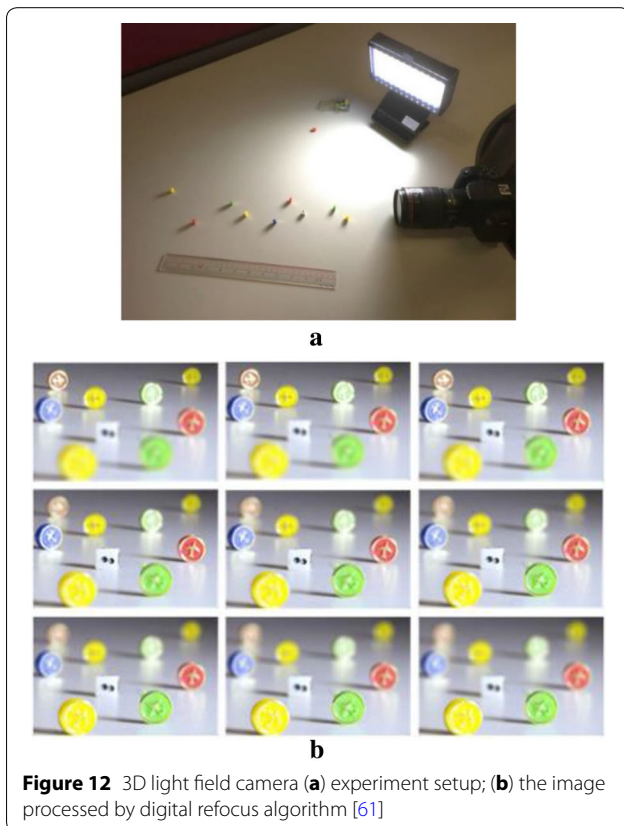 a
b
Figure 12 3D light field camera (a) experiment setup; (b) the image
processed by digital refocus algorithm [61]